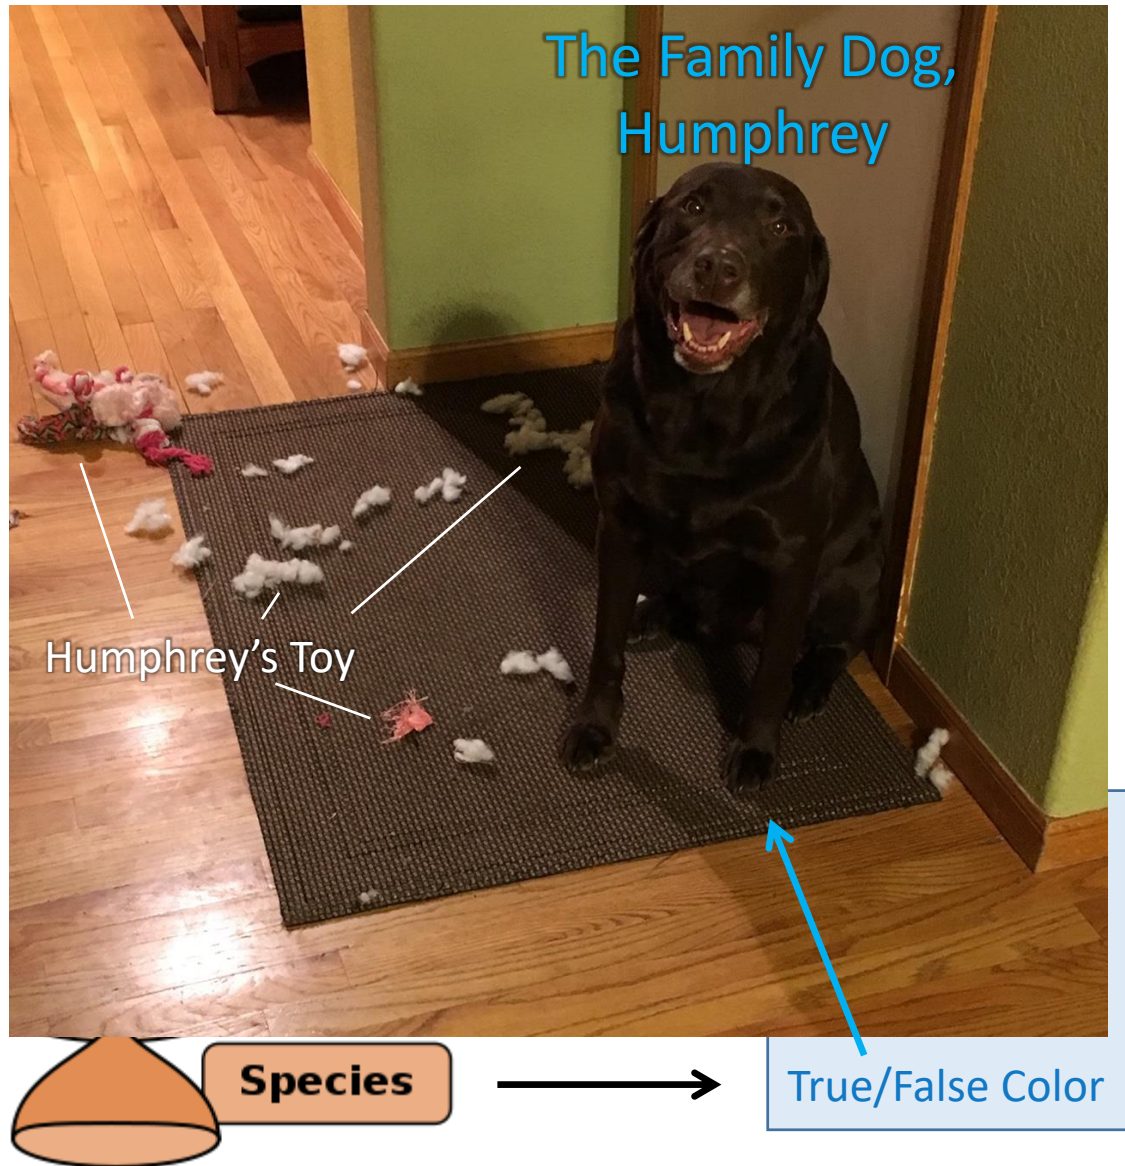 The Family Dog,
Humphrey
Humphrey's Toy
Species
True/False Color